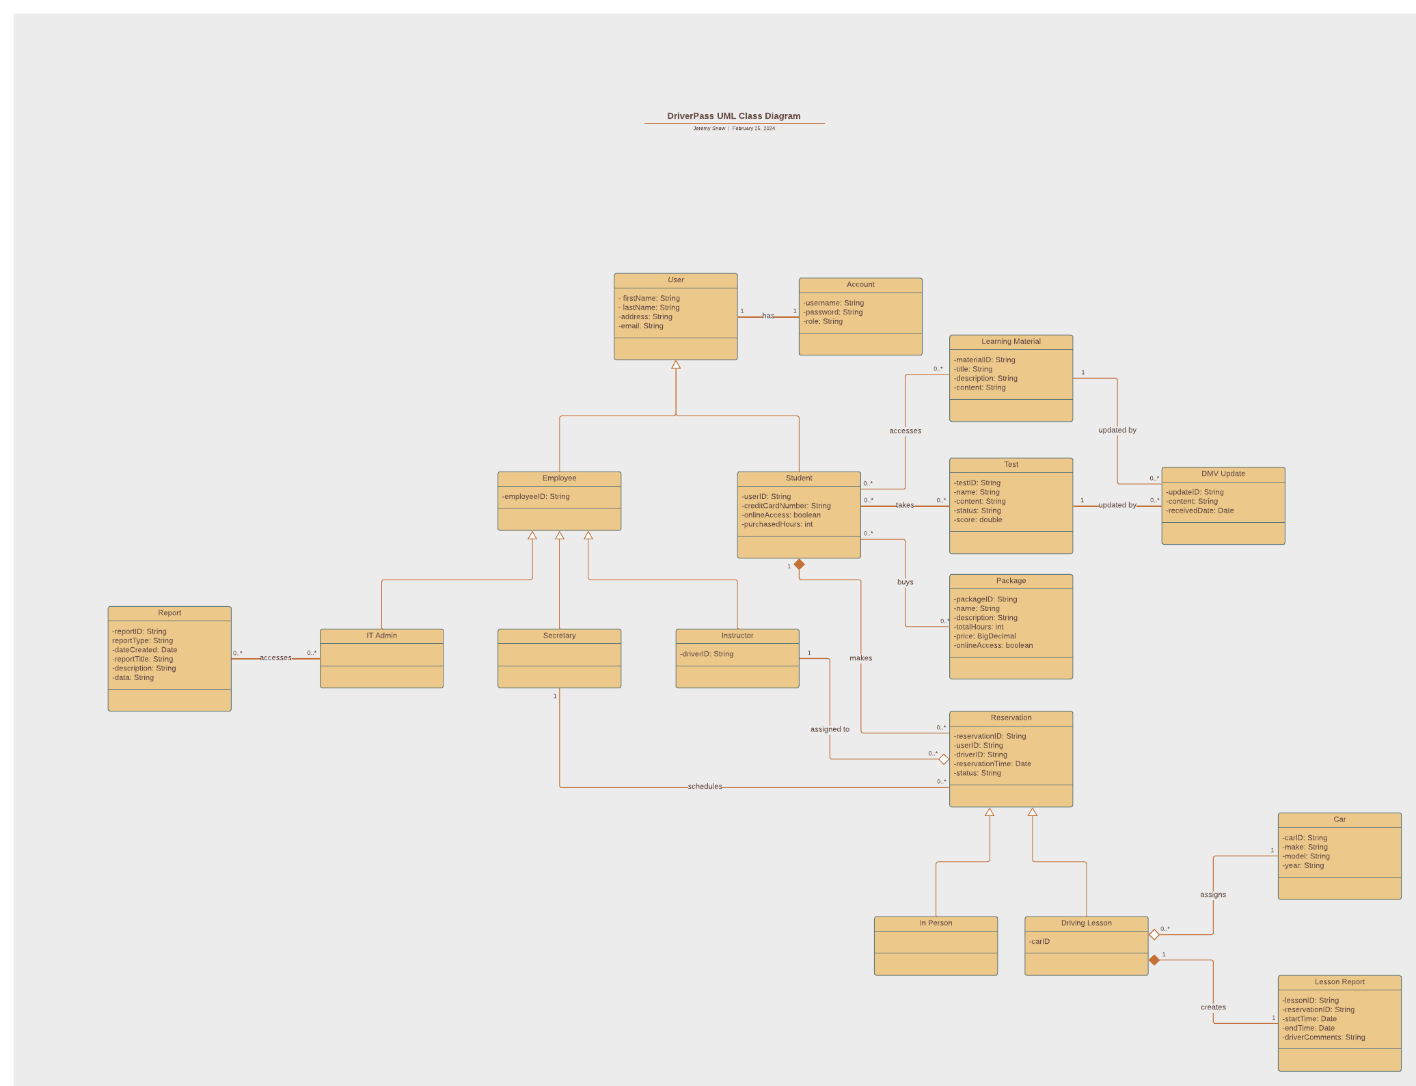 DriverPass UML Class Diagram
Jeremy Snow | February 25, 2024
User
- firstName: String
- lastName: String
-address: String
-email: String
1
has
1
Account
-username: String
-password: String
-role: String
Learning Material
-materialID: String
-title: String
-description: String
-content: String
0..*
accesses
0..*
1
updated by
0..*
Employee
-employeeID: String
Student
-userID: String
-creditCardNumber: String
-onlineAccess: boolean
-purchasedHours: int
0..*
takes
0..*
Test
-testID: String
-name: String
-content: String
-status: String
-score: double
1
updated by
0..*
DMV Update
-updateID: String
-content: String
-receivedDate: Date
0..*
buys
0..*
Package
-packageID: String
-name: String
-description: String
-totalHours: int
-price: BigDecimal
-onlineAccess: boolean
Report
-reportID: String
reportType: String
-dateCreated: Date
-reportTitle: String
-description: String
-data: String
0..*
accesses
0..*
IT Admin
Secretary
Instructor
-driverID: String
1
makes
0..*
1
assigned to
0..*
1
schedules
0..*
Reservation
-reservationID: String
-userID: String
-driverID: String
-reservationTime: Date
-status: String
In Person
Driving Lesson
-carID
0..*
assigns
1
Car
-carID: String
-make: String
-model: String
-year: String
1
creates
1
Lesson Report
-lessonID: String
-reservationID: String
-startTime: Date
-endTime: Date
-driverComments: String